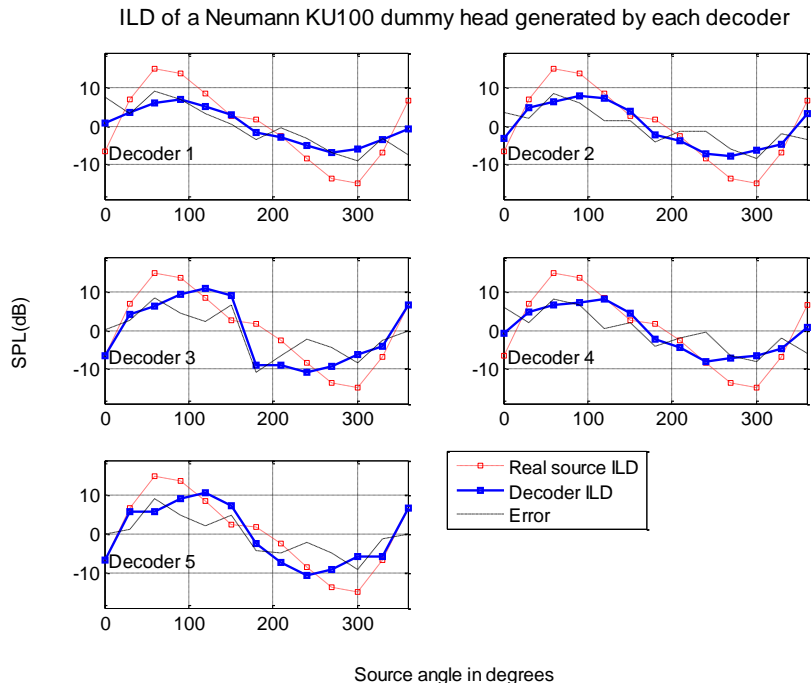 ILD of a Neumann KU100 dummy head generated by each decoder
10
0
-10
Decoder 1
0 100 200 300
10
0
-10
Decoder 2
0 100 200 300
10
0
-10
Decoder 3
0 100 200 300
10
0
-10
Decoder 4
0 100 200 300
SPL(dB)
10
0
-10
Decoder 5
0 100 200 300
Real source ILD
Decoder ILD
Error
Source angle in degrees